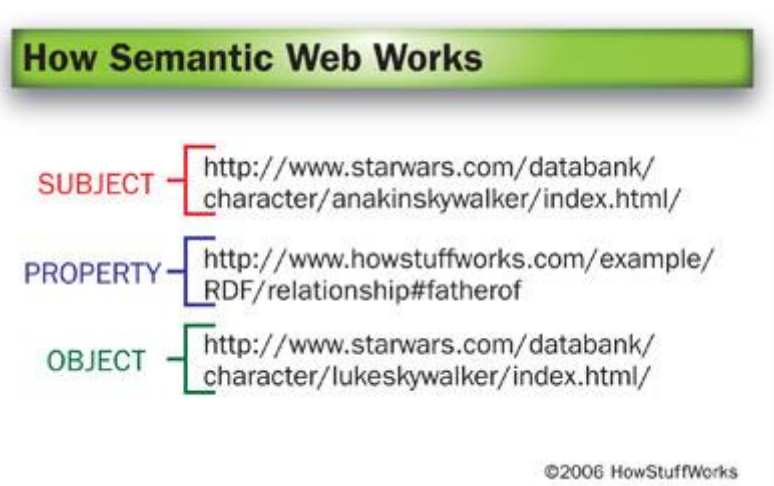 How Semantic Web Works
SUBJECT
http://www.starwars.com/databank/
character/anakinskywalker/index.html/
PROPERTY
http://www.howstuffworks.com/example/
RDF/relationship#fatherof
OBJECT
http://www.starwars.com/databank/
character/lukeskywalker/index.html/
©2006 HowStuffWorks